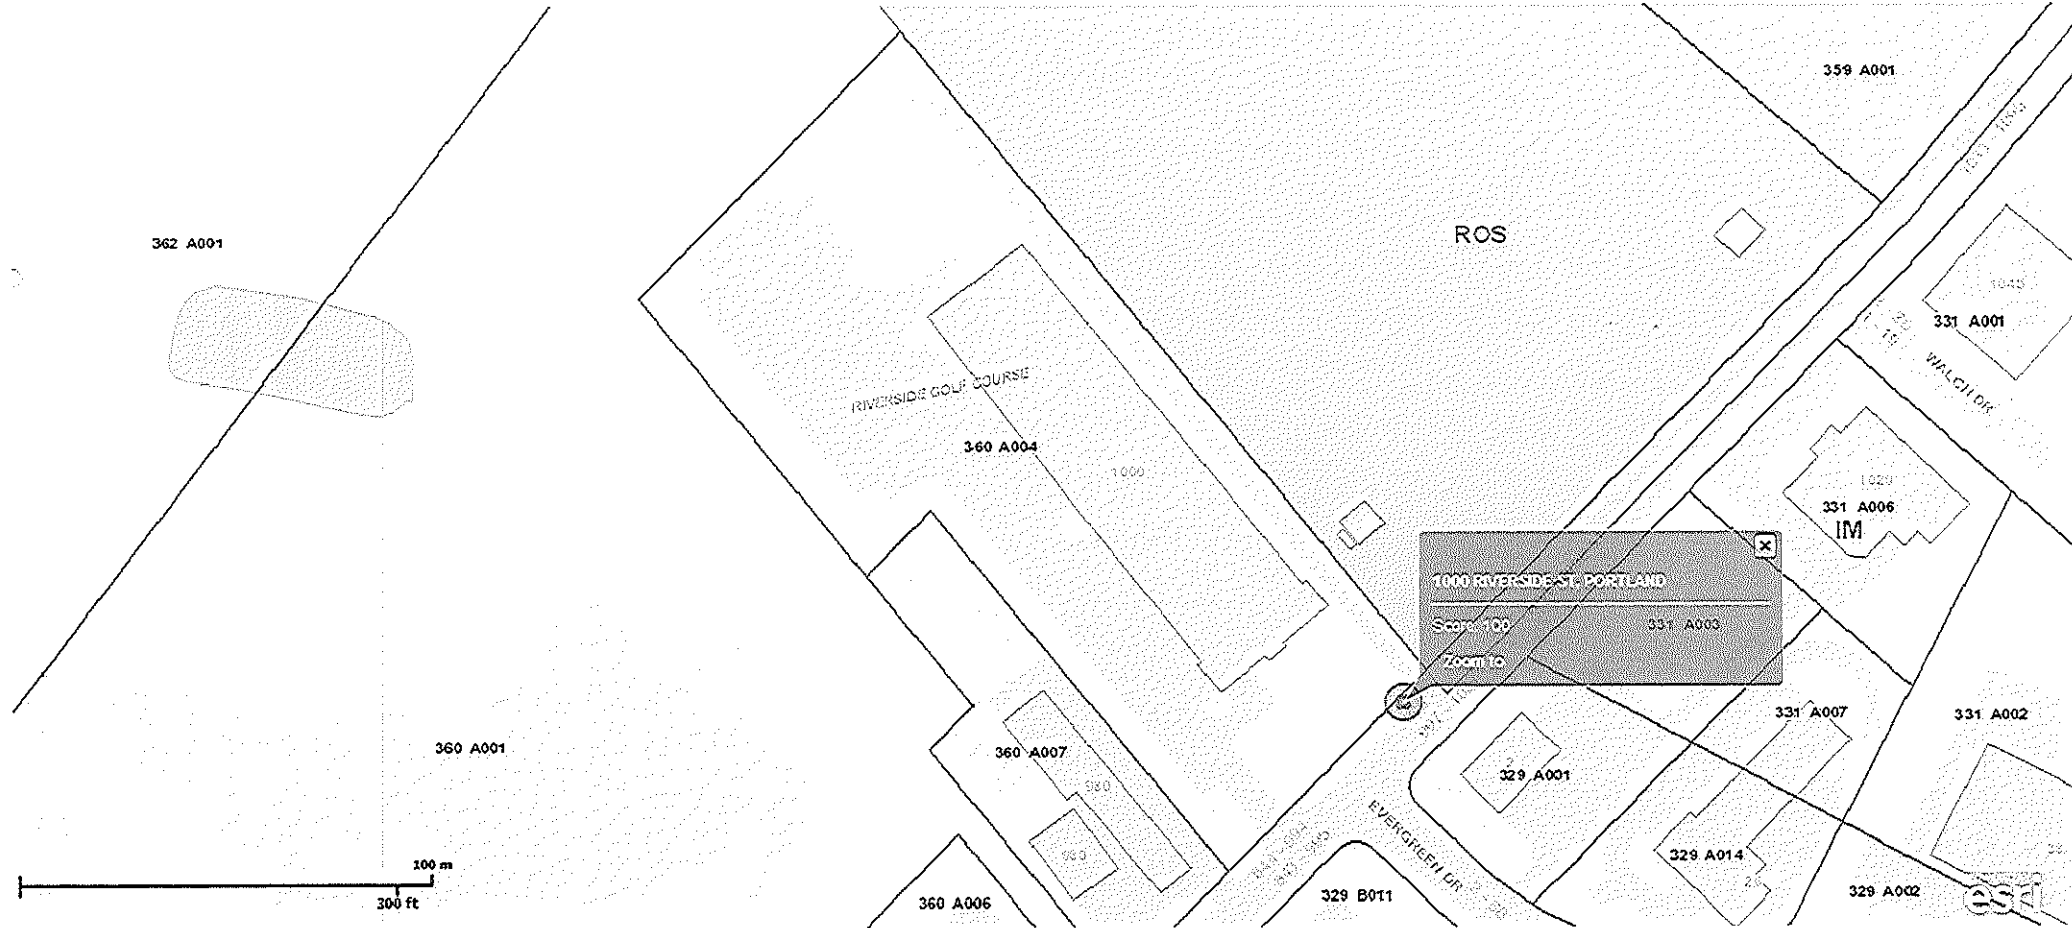 359 A001
ROS
362 A001
1045
331 A001
WALCH DR
RIVERSIDE GOLF COURSE
360 A004
1000
1020
331 A006
IM
1000 RIVERSIDE ST, PORTLAND
Score: 100
331 A003
Zoom to
331 A007
331 A002
360 A001
360 A007
980
329 A001
EVERGREEN DR
329 A014
2
100 m
300 ft
360 A006
329 B011
329 A002
esri